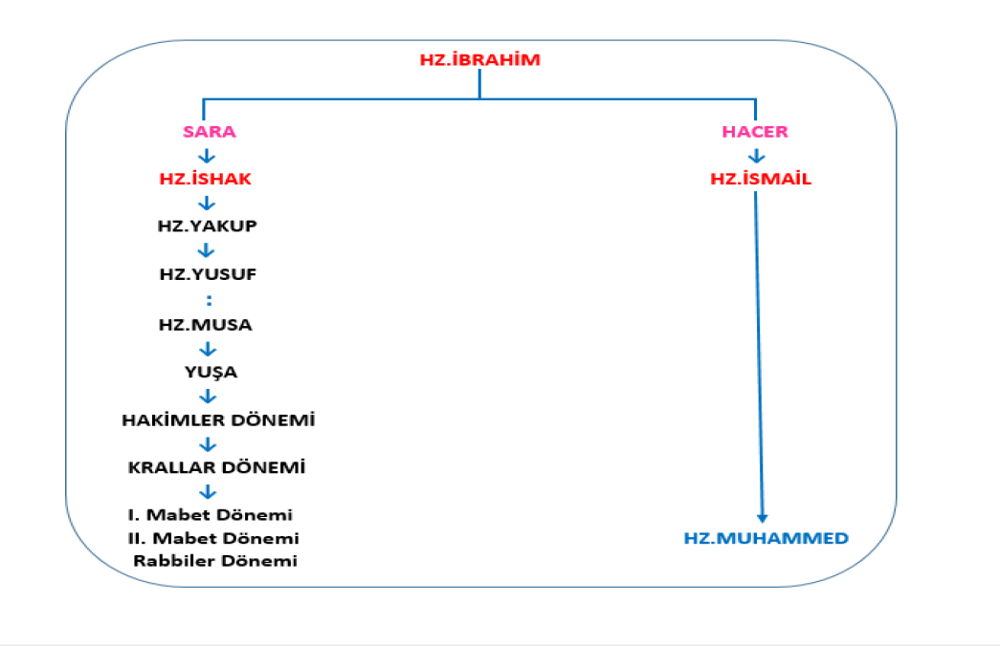 HZ.İBRAHİM
SARA
HACER
HZ.İSHAK
HZ.İSMAİL
HZ.YAKUP
HZ.YUSUF
:
HZ.MUSA
YUŞA
HAKİMLER DÖNEMİ
KRALLAR DÖNEMİ
I. Mabet Dönemi
II. Mabet Dönemi
Rabbiler Dönemi
HZ.MUHAMMED